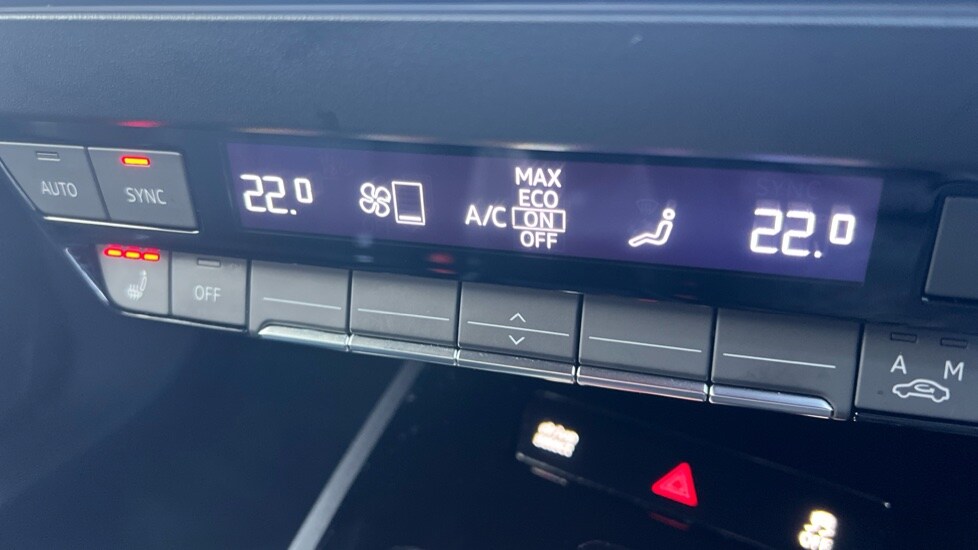 AUTO
SYNC
22.0
A/C
MAX
ECO
ON
OFF
22.0
OFF
A M